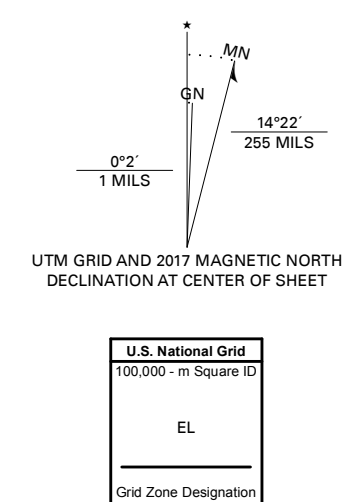 ★
MN
GN
14°22´
255 MILS
0°2´
1 MILS
UTM GRID AND 2017 MAGNETIC NORTH
DECLINATION AT CENTER OF SHEET
U.S. National Grid
100,000 - m Square ID
EL
Grid Zone Designation